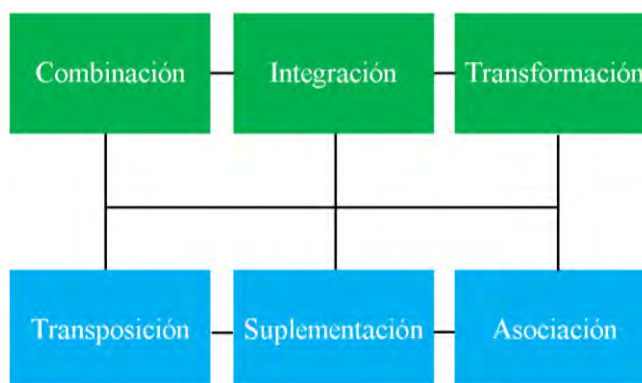 Combinación
Integración
Transformación
Transposición
Suplementación
Asociación